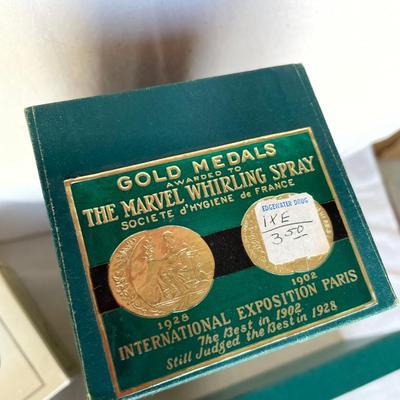 GOLD MEDALS
AWARDED TO
THE MARVEL WHIRLING SPRAY
SOCIETE d'HYGIENE de FRANCE
EDGEWATER DRUG
IXE
3.50
1928
1902
INTERNATIONAL EXPOSITION PARIS
The Best in 1902
Still Judged the Best in 1928